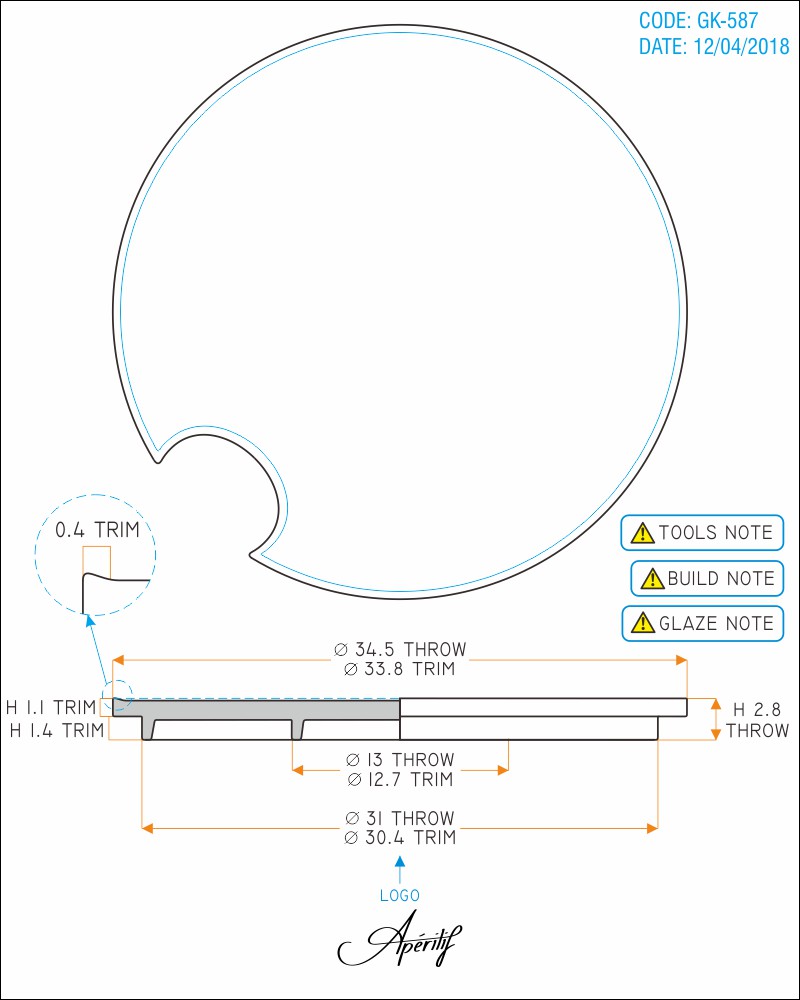 CODE: GK-587
DATE: 12/04/2018
0.4 TRIM
TOOLS NOTE
BUILD NOTE
GLAZE NOTE
Ø 34.5 THROW
Ø 33.8 TRIM
H 1.1 TRIM
H 1.4 TRIM
H 2.8
THROW
Ø 13 THROW
Ø 12.7 TRIM
Ø 31 THROW
Ø 30.4 TRIM
LOGO
Apéritif